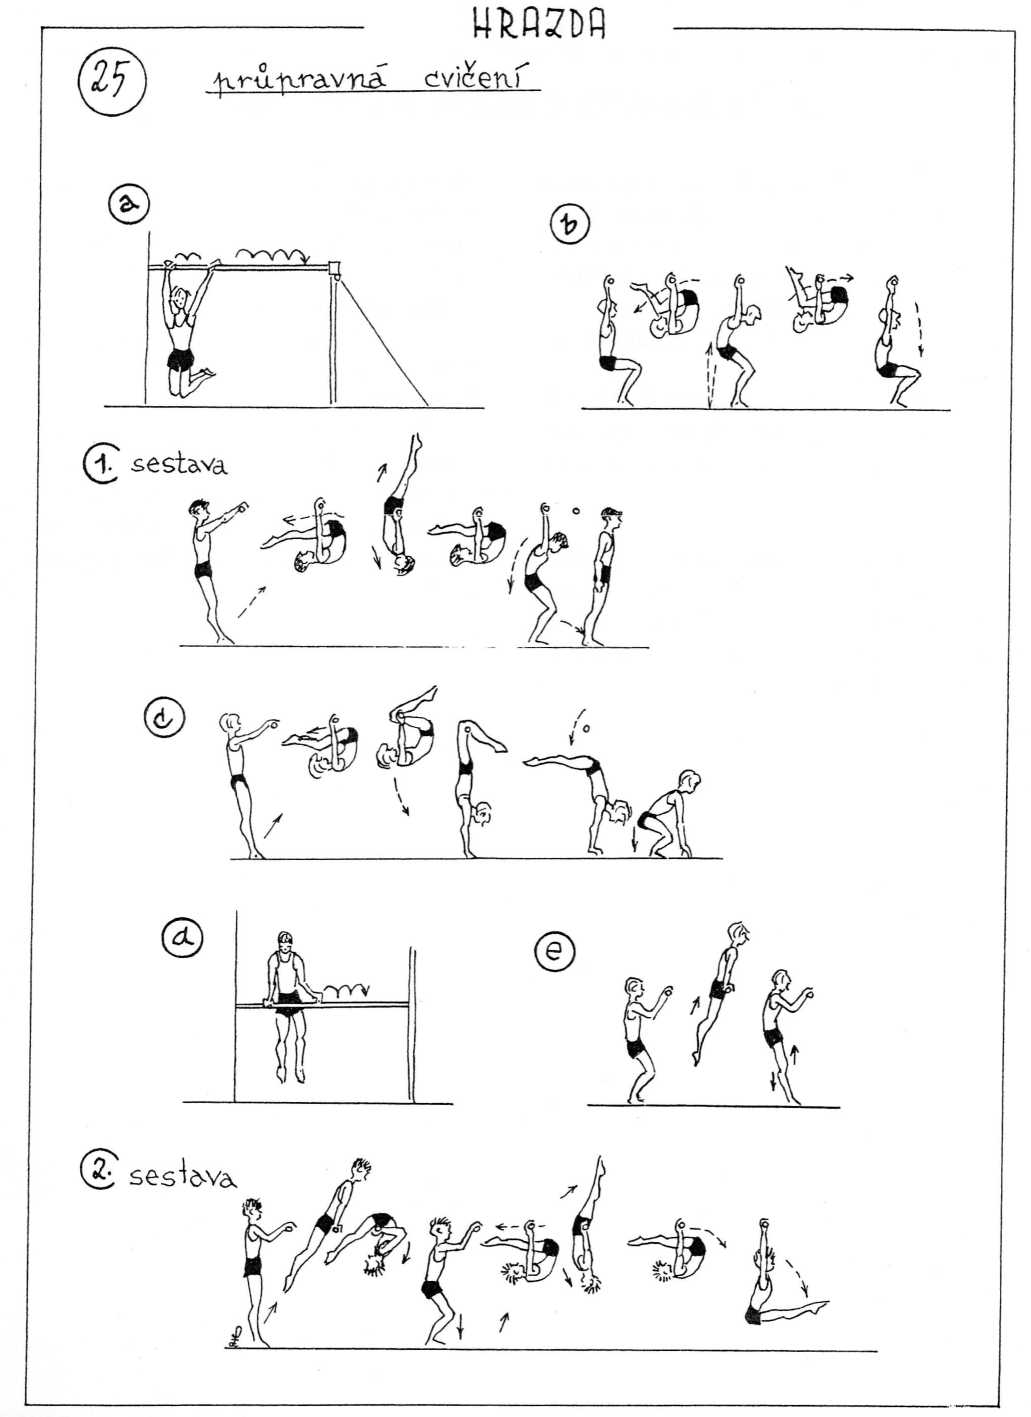 HRAZDA
25 průpravná cvičení
a
b
1. sestava
c
d
e
2. sestava